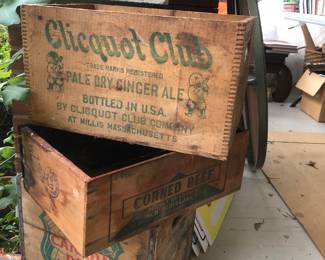 Clicquot Club
TRADE MARKS REGISTERED
PALE DRY GINGER ALE
BOTTLED IN U.S.A.
BY CLICQUOT CLUB COMPANY
AT MILLIS MASSACHUSETTS
CORNED BEEF